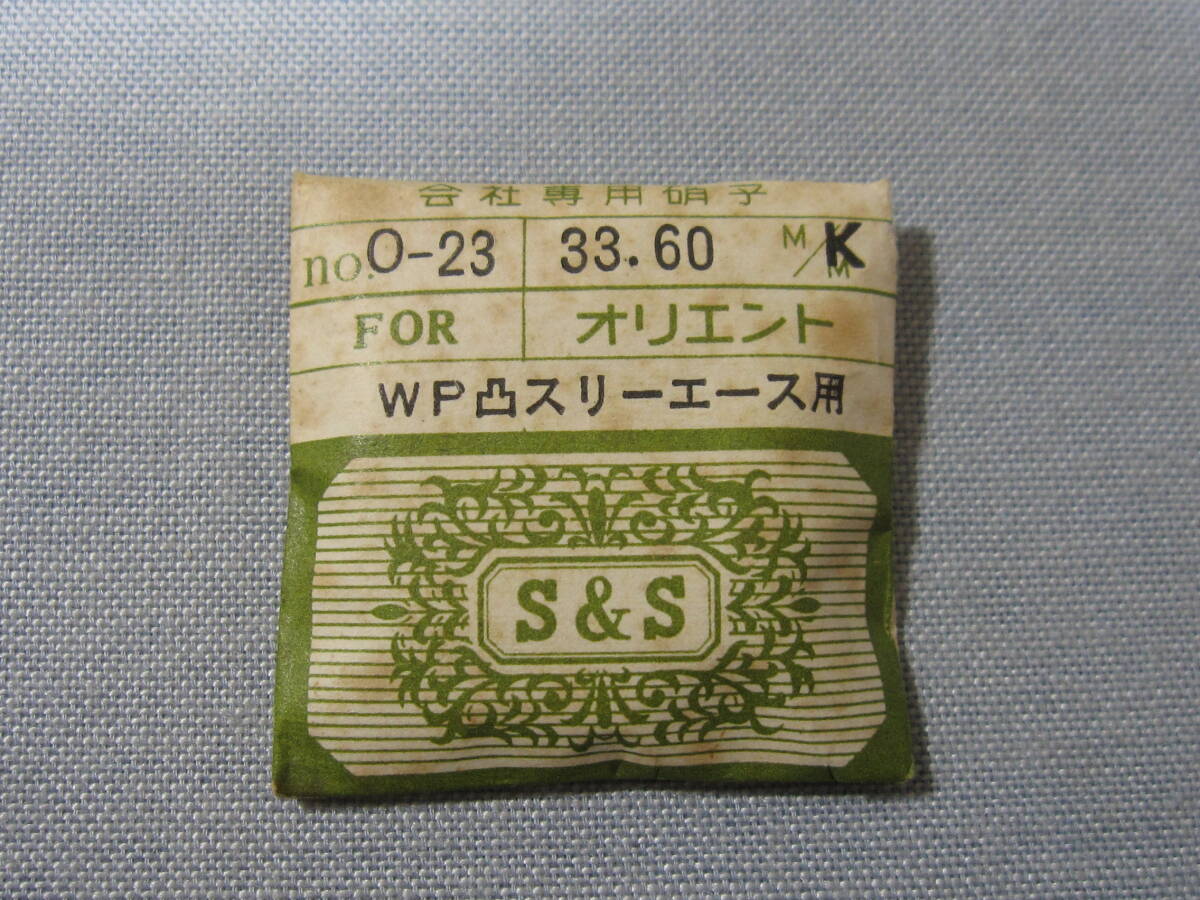 会社専用硝子
no. O-23 33.60 M/M K
FOR オリエント
WP凸スリーエース用
S&S